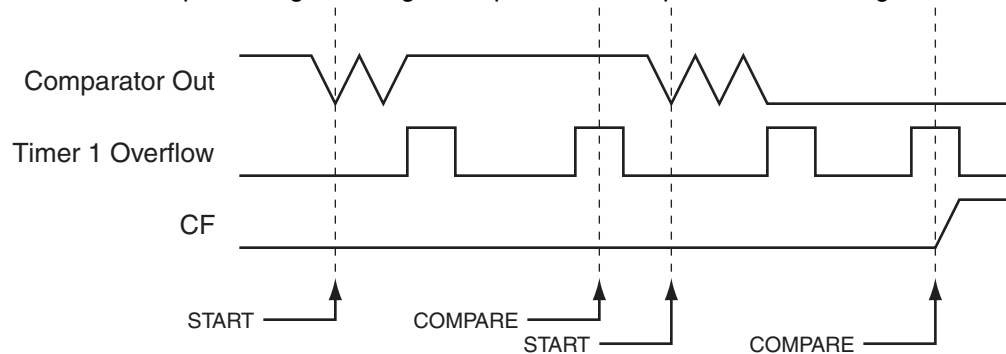 Comparator Out
Timer 1 Overflow
CF
START
COMPARE
START
COMPARE